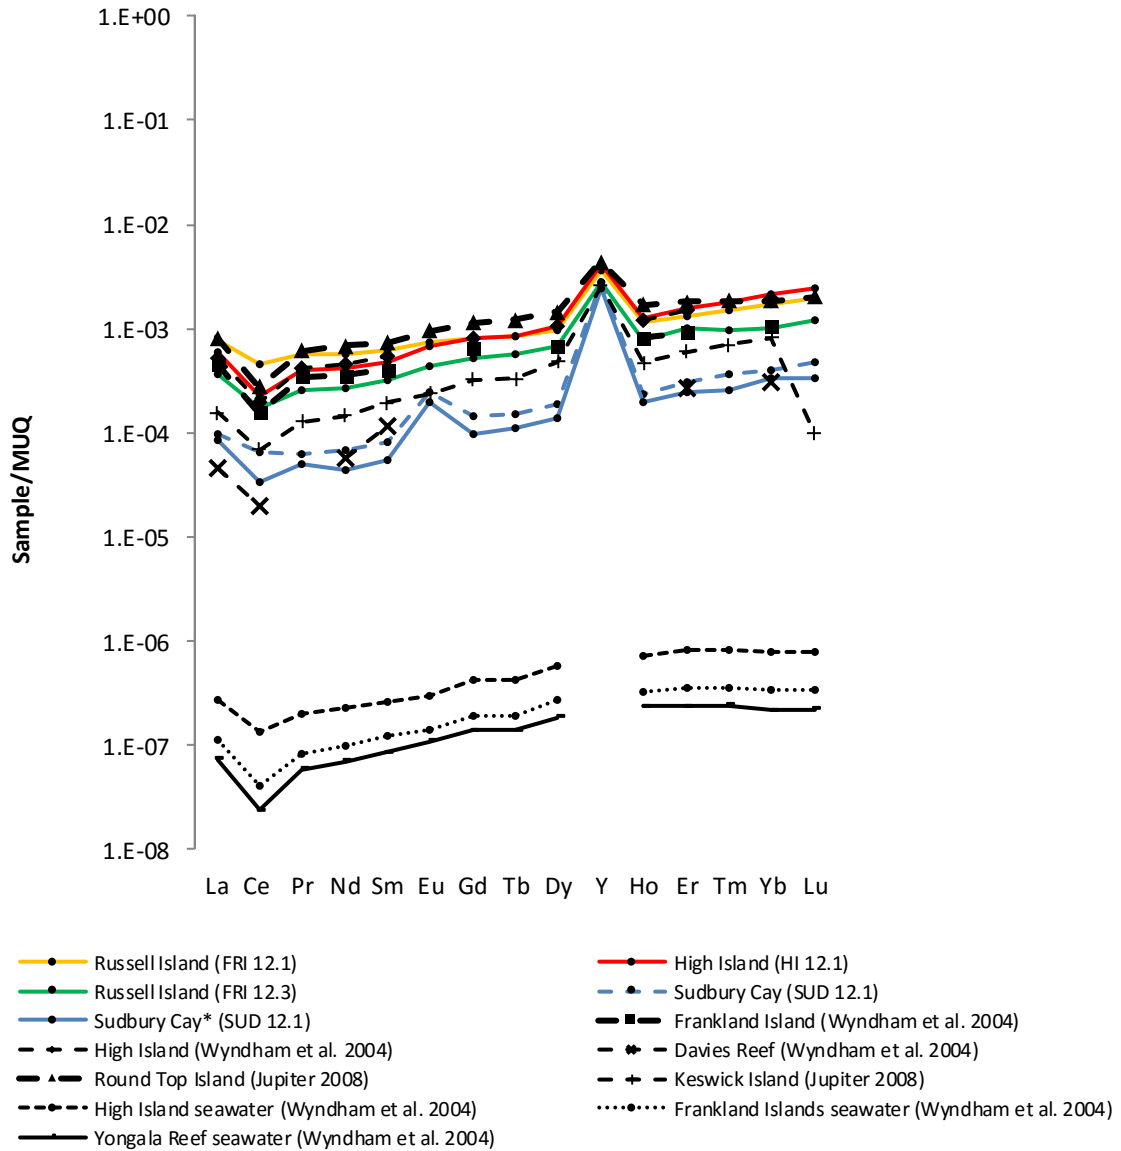 1.E+00
1.E-01
1.E-02
1.E-03
1.E-04
1.E-05
1.E-06
1.E-07
1.E-08
Sample/MUQ
La Ce Pr Nd Sm Eu Gd Tb Dy Y Ho Er Tm Yb Lu
Russell Island (FRI 12.1)
High Island (HI 12.1)
Russell Island (FRI 12.3)
Sudbury Cay (SUD 12.1)
Sudbury Cay* (SUD 12.1)
Frankland Island (Wyndham et al. 2004)
High Island (Wyndham et al. 2004)
Davies Reef (Wyndham et al. 2004)
Round Top Island (Jupiter 2008)
Keswick Island (Jupiter 2008)
High Island seawater (Wyndham et al. 2004)
Frankland Islands seawater (Wyndham et al. 2004)
Yongala Reef seawater (Wyndham et al. 2004)